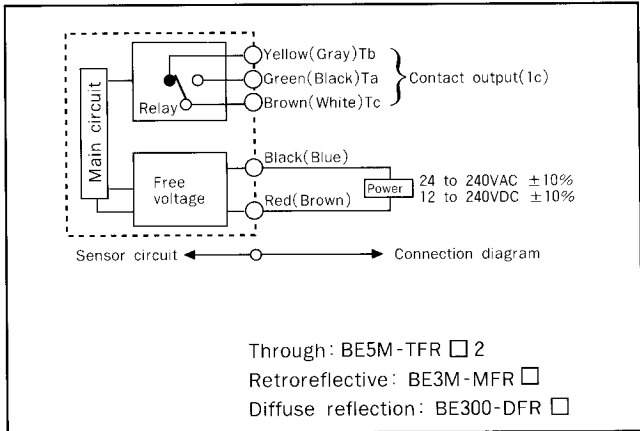 Main circuit
Relay
Yellow(Gray)Tb
Green(Black)Ta
Brown(White)Tc
Contact output(1c)
Free
voltage
Black(Blue)
Red(Brown)
Power
24 to 240VAC ±10%
12 to 240VDC ±10%
Sensor circuit
Connection diagram
Through: BE5M-TFR □ 2
Retroreflective: BE3M-MFR □
Diffuse reflection: BE300-DFR □